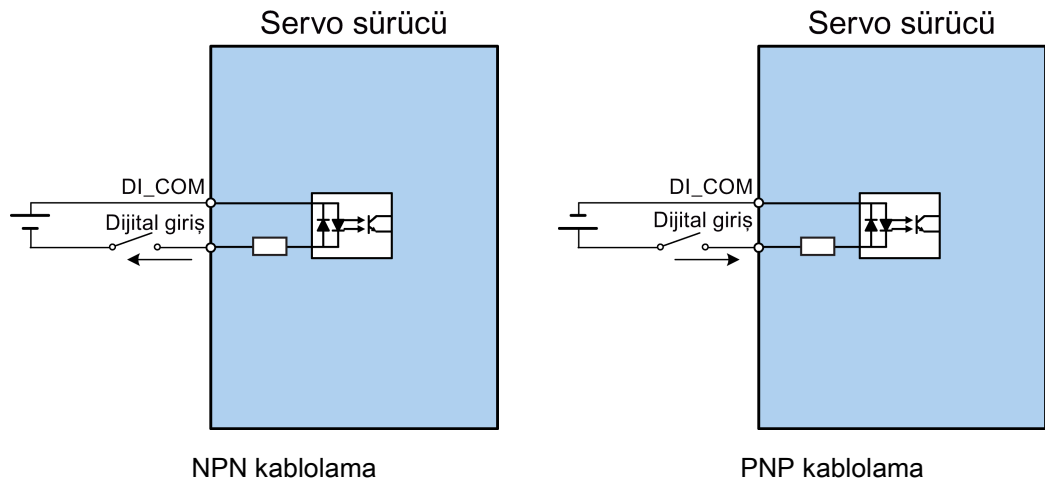 Servo sürücü
DI_COM
Dijital giriş
NPN kablolama
Servo sürücü
DI_COM
Dijital giriş
PNP kablolama